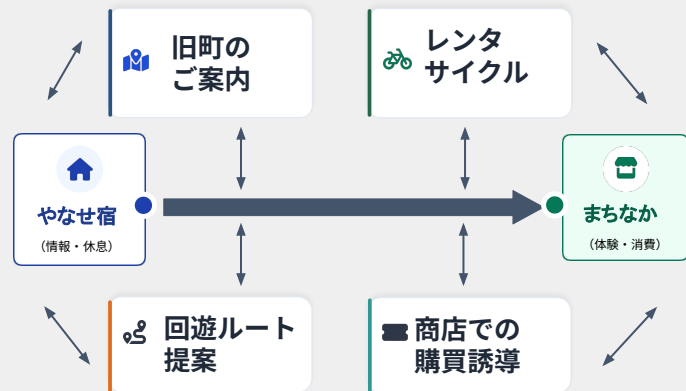 旧町の
ご案内
レンタ
サイクル
やなせ宿
（情報・休息）
まちなか
（体験・消費）
回遊ルート
提案
商店での
購買誘導